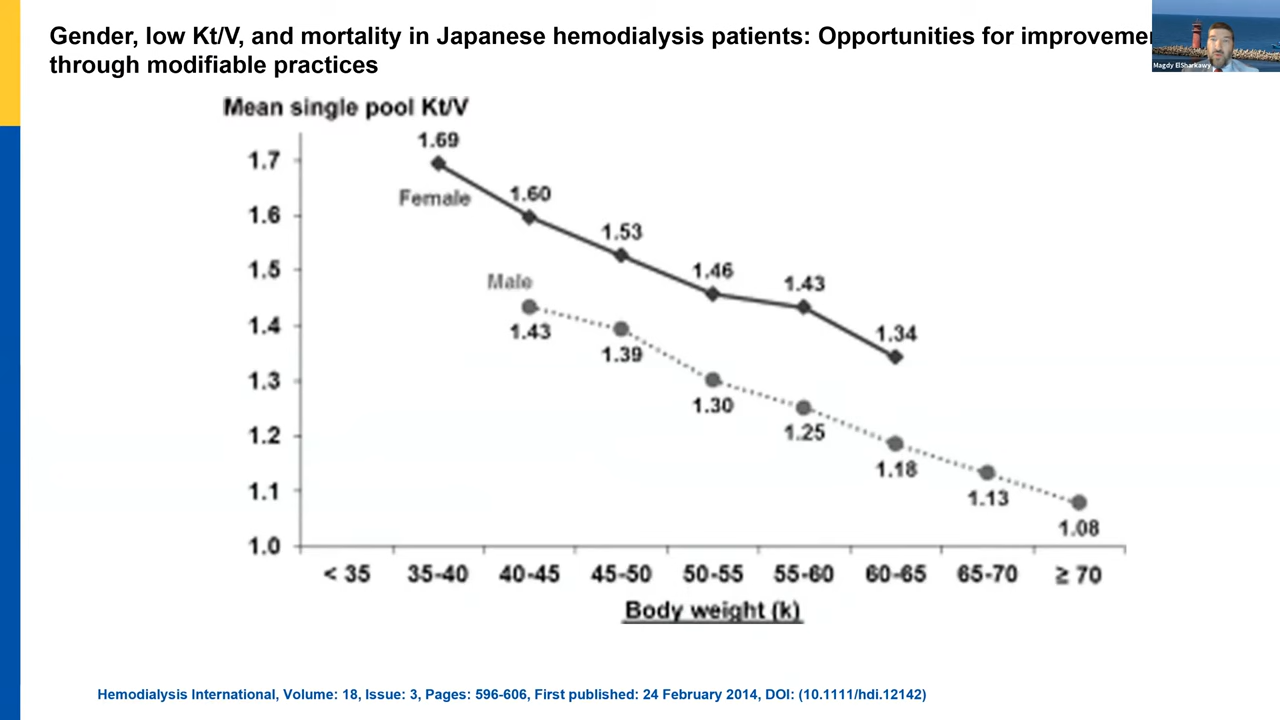 Gender, low Kt/V, and mortality in Japanese hemodialysis patients: Opportunities for improvemen
through modifiable practices
Magdy ElSharkawy
Mean single pool Kt/V
1.69
1.7
Female
1.60
1.6
1.53
1.5
1.46
1.43
Male
1.4
1.43
1.39
1.34
1.3
1.30
1.25
1.2
1.18
1.13
1.1
1.08
1.0
< 35 35-40 40-45 45-50 50-55 55-60 60-65 65-70 ≥ 70
Body weight (k)
Hemodialysis International, Volume: 18, Issue: 3, Pages: 596-606, First published: 24 February 2014, DOI: (10.1111/hdi.12142)